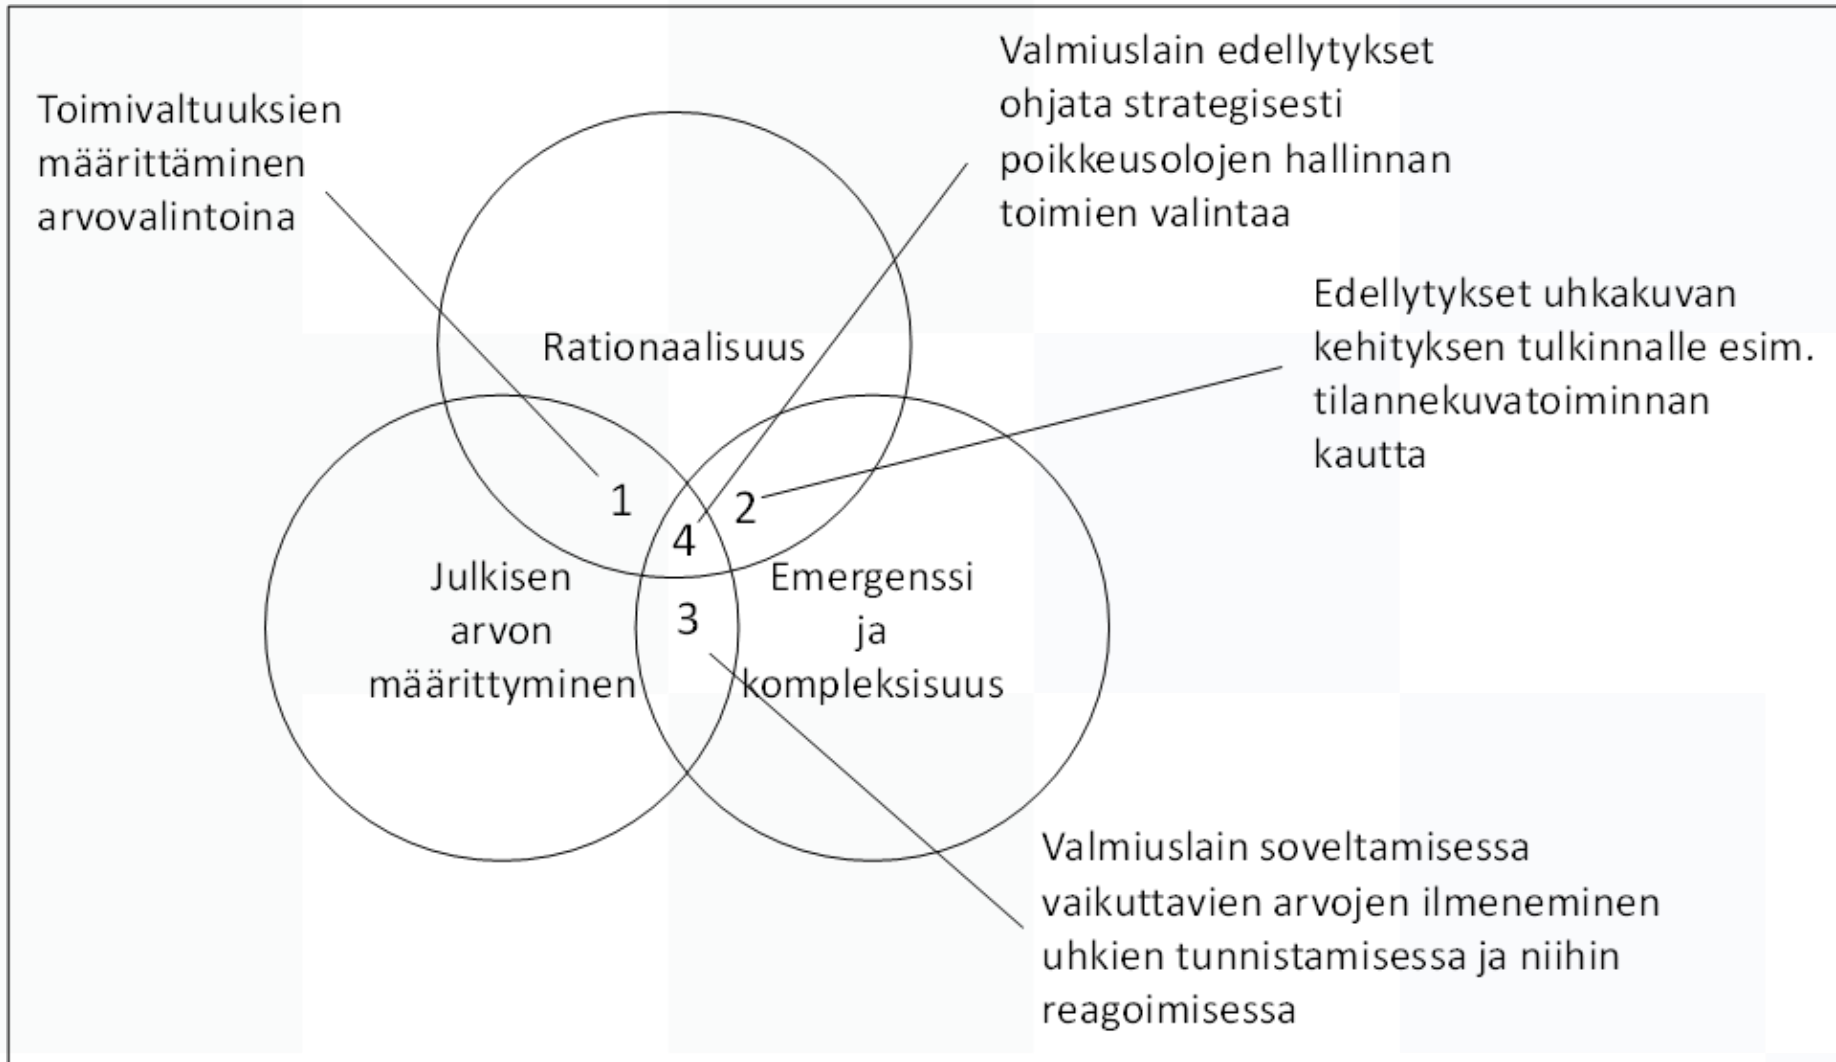 Toimivaltuuksien
määrittäminen
arvovalintoina
Valmiuslain edellytykset
ohjata strategisesti
poikkeusolojen hallinnan
toimien valintaa
Edellytykset uhkakuvan
kehityksen tulkinnalle esim.
tilannekuvatoiminnan
kautta
Rationaalisuus
1
2
4
3
Julkisen
arvon
määrittyminen
Emergenssi
ja
kompleksisuus
Valmiuslain soveltamisessa
vaikuttavien arvojen ilmeneminen
uhkien tunnistamisessa ja niihin
reagoimisessa